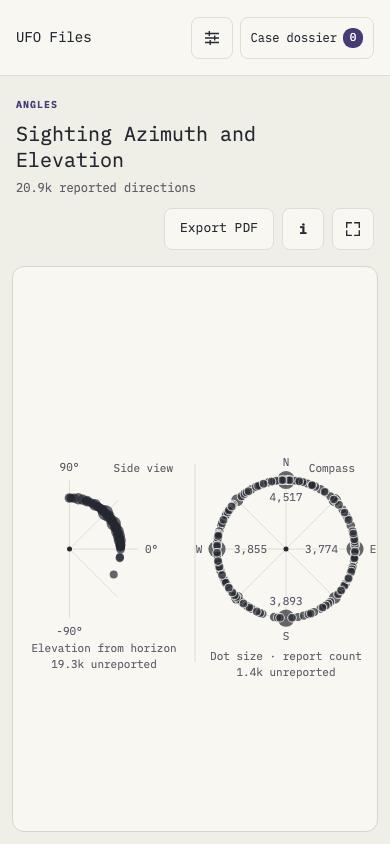 UFO Files
Case dossier 0
ANGLES
Sighting Azimuth and
Elevation
20.9k reported directions
Export PDF
i
90°
Side view
0°
-90°
Elevation from horizon
19.3k unreported
N
Compass
4,517
W
3,855
3,774
E
3,893
S
Dot size · report count
1.4k unreported